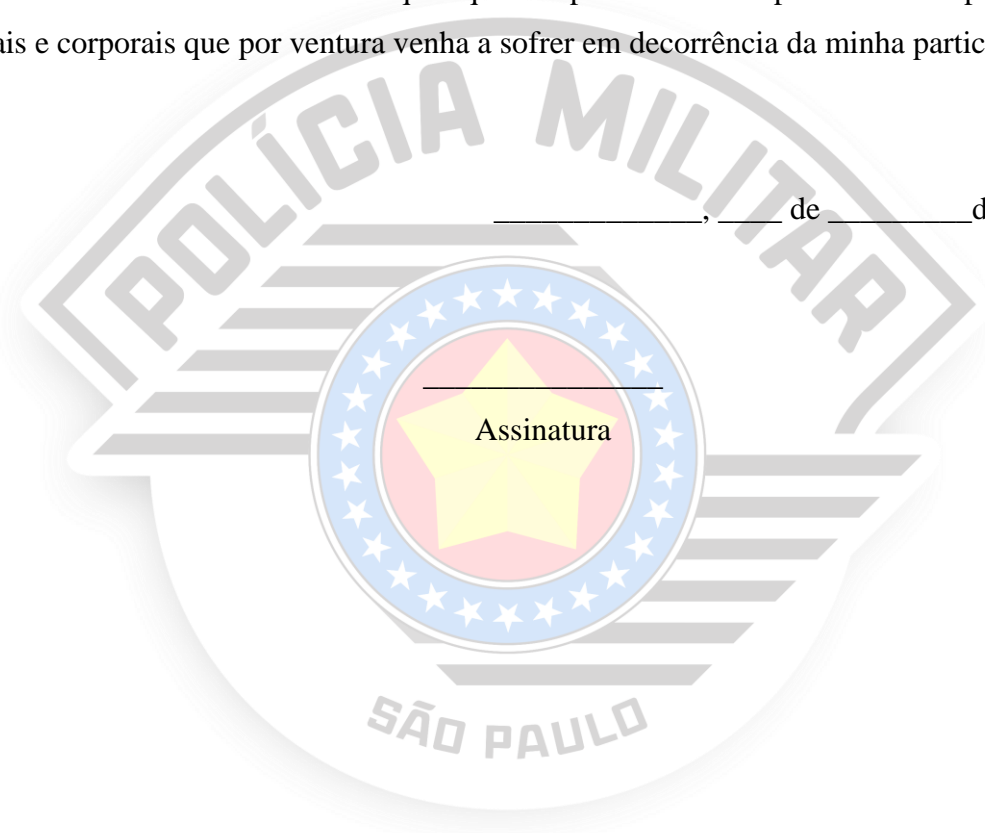 ais e corporais que por ventura venha a sofrer em decorrência da minha partic
_____________, ____ de _________d
_______________
Assinatura
POLÍCIA MILITAR
SÃO PAULO